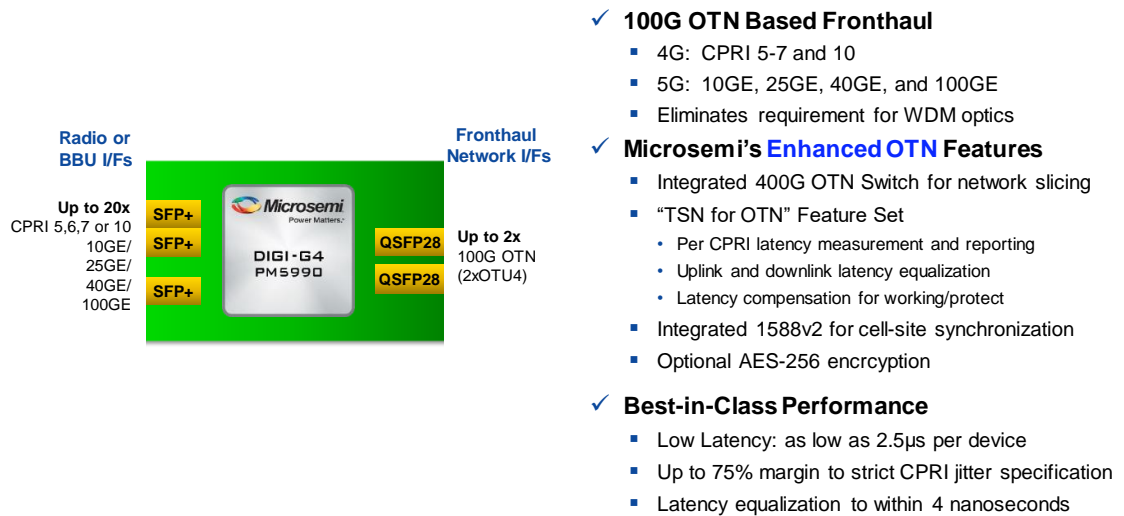 Radio or
BBU I/Fs
Up to 20x
CPRI 5,6,7 or 10
10GE/
25GE/
40GE/
100GE
SFP+
SFP+
SFP+
Microsemi
Power Matters.
DIGI-G4
PM5990
Fronthaul
Network I/Fs
QSFP28
QSFP28
Up to 2x
100G OTN
(2xOTU4)
✓ 100G OTN Based Fronthaul
▪ 4G: CPRI 5-7 and 10
▪ 5G: 10GE, 25GE, 40GE, and 100GE
▪ Eliminates requirement for WDM optics
✓ Microsemi's Enhanced OTN Features
▪ Integrated 400G OTN Switch for network slicing
▪ “TSN for OTN” Feature Set
• Per CPRI latency measurement and reporting
• Uplink and downlink latency equalization
• Latency compensation for working/protect
▪ Integrated 1588v2 for cell-site synchronization
▪ Optional AES-256 encrcyption
✓ Best-in-Class Performance
▪ Low Latency: as low as 2.5µs per device
▪ Up to 75% margin to strict CPRI jitter specification
▪ Latency equalization to within 4 nanoseconds